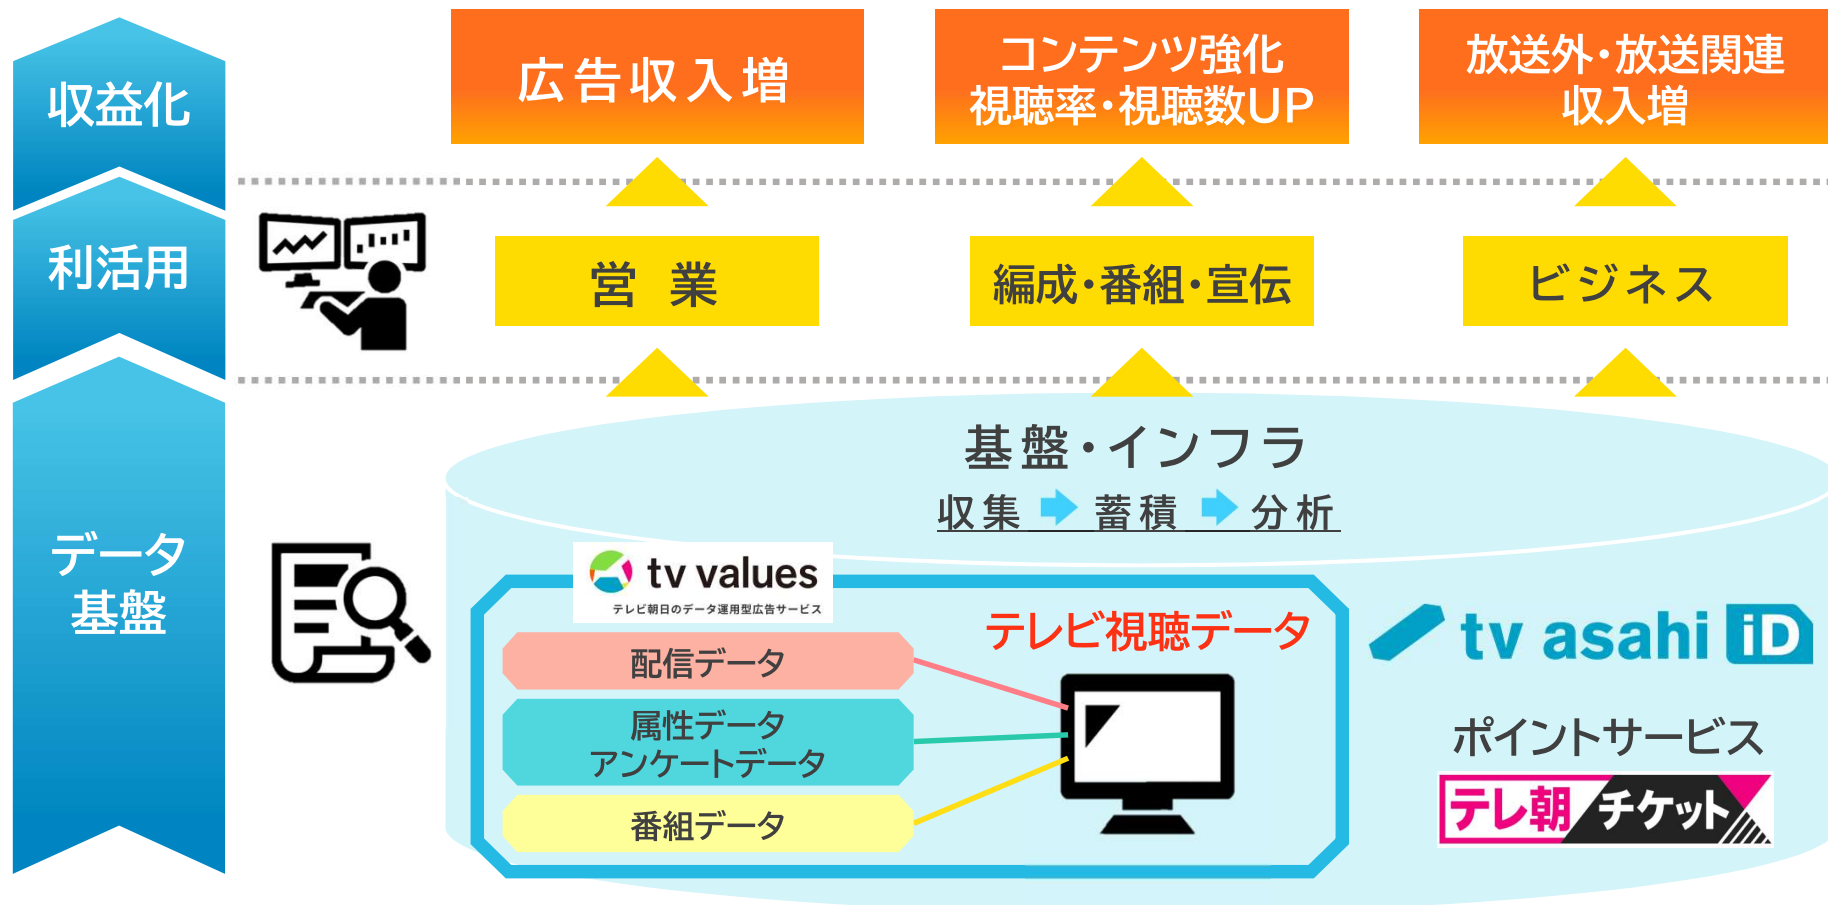 収益化
広告収入増
コンテンツ強化
視聴率・視聴数UP
放送外・放送関連
収入増
利活用
営業
編成・番組・宣伝
ビジネス
データ
基盤
基盤・インフラ
収集 蓄積 分析
tv values
テレビ朝日のデータ運用型広告サービス
テレビ視聴データ
配信データ
属性データ
アンケートデータ
番組データ
tv asahi iD
ポイントサービス
テレ朝チケット